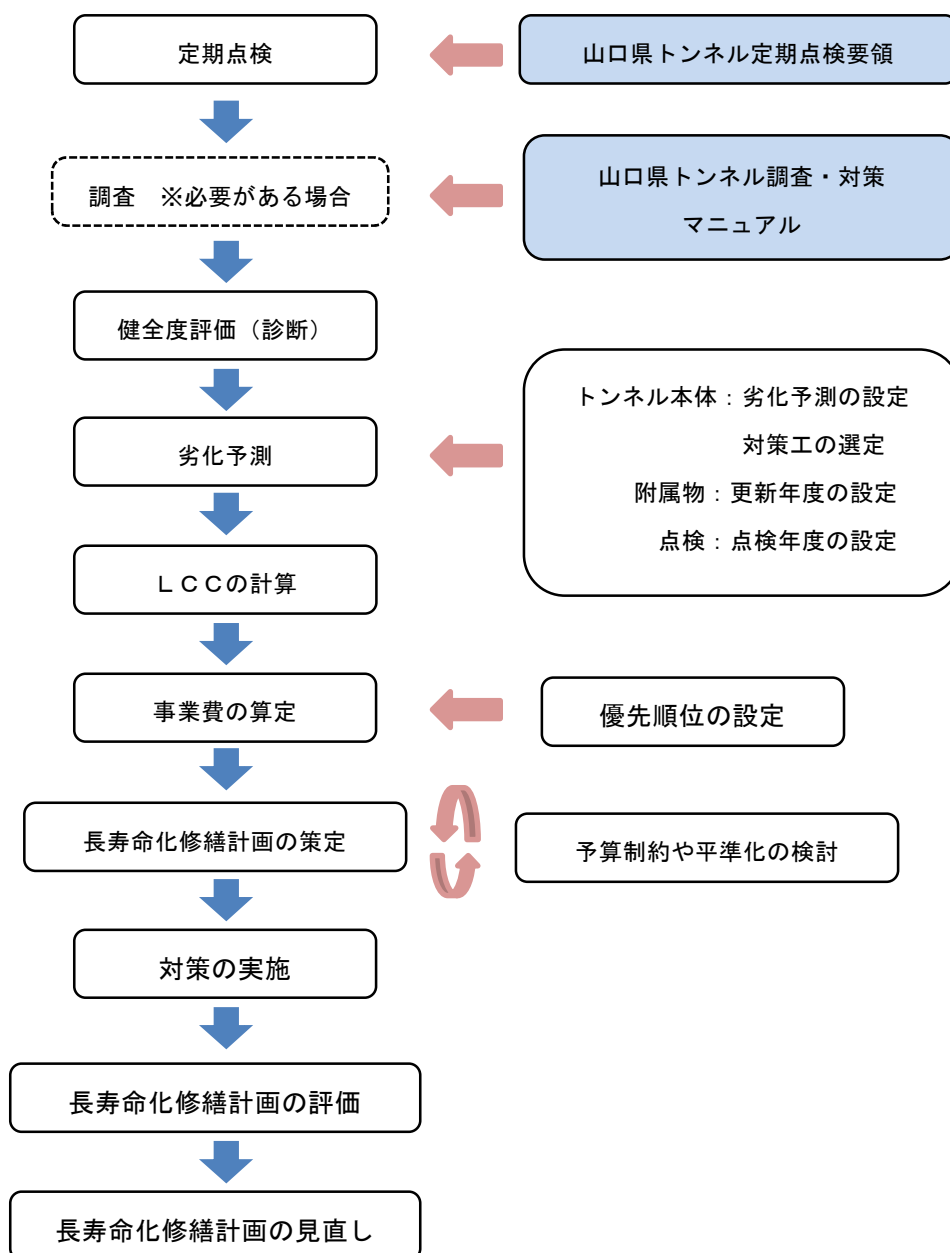 定期点検
山口県トンネル定期点検要領
調査　※必要がある場合
山口県トンネル調査・対策
マニュアル
健全度評価（診断）
トンネル本体：劣化予測の設定
対策工の選定
附属物：更新年度の設定
点検：点検年度の設定
劣化予測
ＬＣＣの計算
事業費の算定
優先順位の設定
長寿命化修繕計画の策定
予算制約や平準化の検討
対策の実施
長寿命化修繕計画の評価
長寿命化修繕計画の見直し